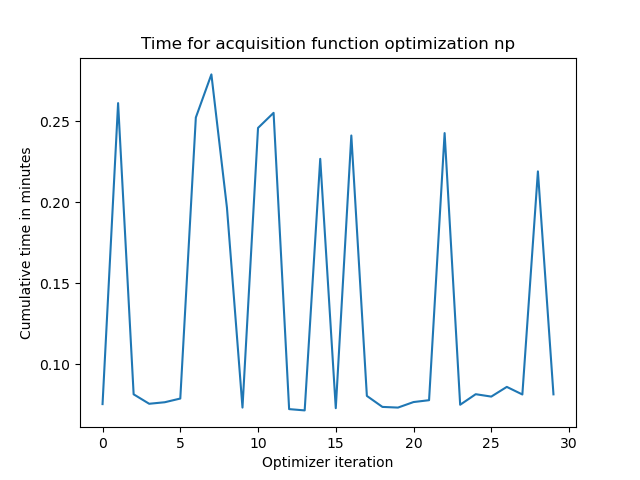 Time for acquisition function optimization np
Cumulative time in minutes
0.25
0.20
0.15
0.10
0 5 10 15 20 25 30
Optimizer iteration